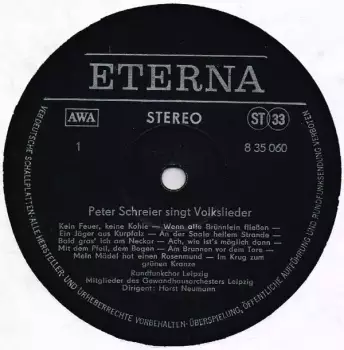 ETERNA
AWA STEREO ST 33
1 8 35 060
Peter Schreier singt Volkslieder
Kein Feuer, keine Kohle — Wenn alle Brünnlein fließen —
Ein Jäger aus Kurpfalz — An der Saale hellem Strande —
Bald gras' ich am Neckar — Ach, wie ist's möglich dann —
Mit dem Pfeil, dem Bogen — Am Brunnen vor dem Tore —
Mein Mädel hat einen Rosenmund — Im Krug zum
grünen Kranze
Rundfunkchor Leipzig
Mitglieder des Gewandhausorchesters Leipzig
Dirigent: Horst Neumann
VEB DEUTSCHE SCHALLPLATTEN · ALLE HERSTELLER- UND URHEBERRECHTE VORBEHALTEN · ÜBERSPIELUNG, ÖFFENTLICHE AUFFÜHRUNG UND RUNDFUNKSENDUNG VERBOTEN